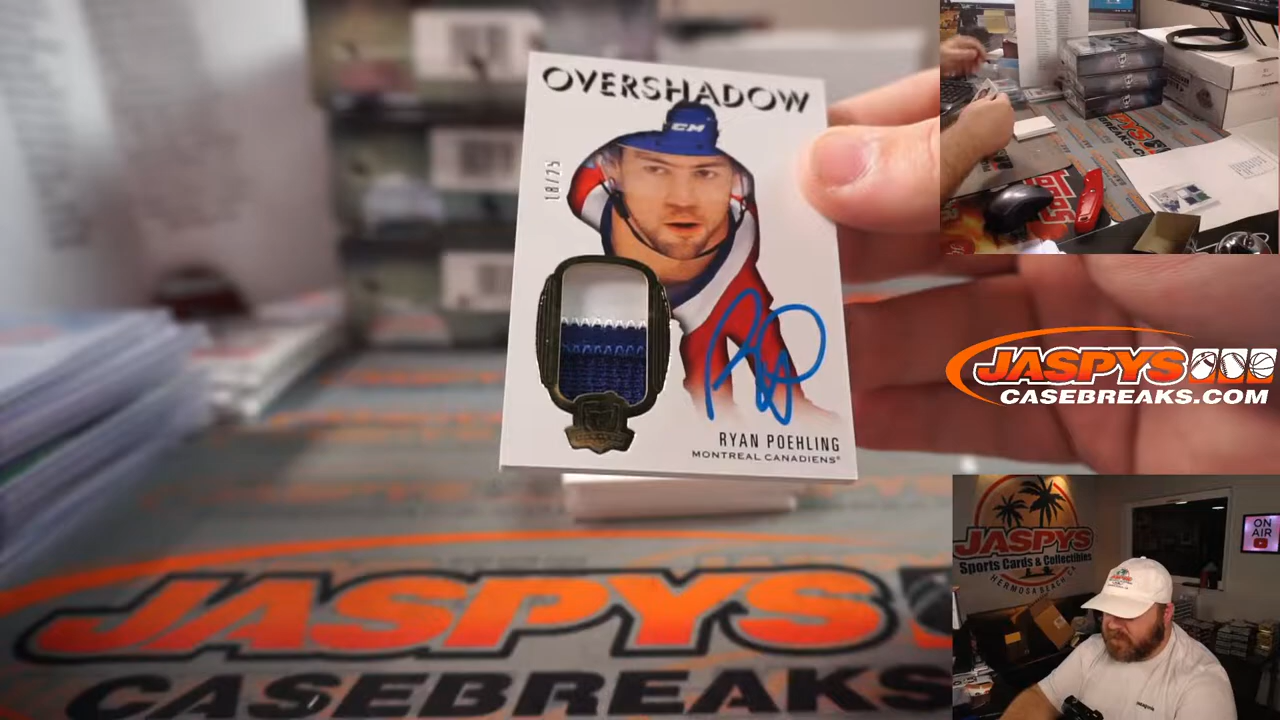 OVERSHADOW
CCM
18/25
RYAN POEHLING
MONTREAL CANADIENS
JASPYS
CASEBREAKS
JASPYS
CASEBREAKS.COM
JASPYS
Sports Cards & Collectibles
HERMOSA BEACH, CA
ON
AIR